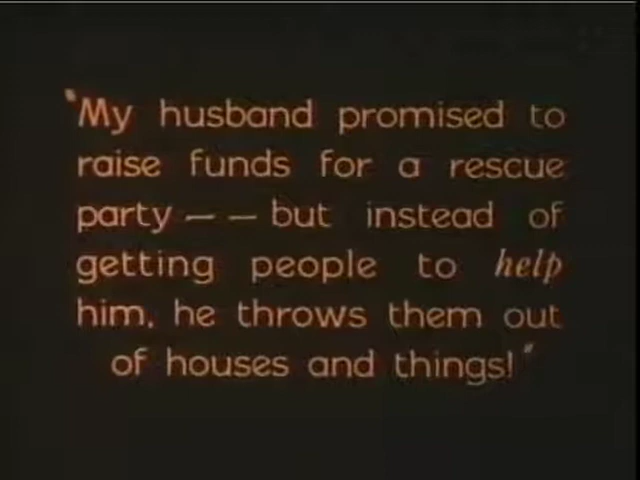 "My husband promised to
raise funds for a rescue
party — — but instead of
getting people to help
him, he throws them out
of houses and things!"